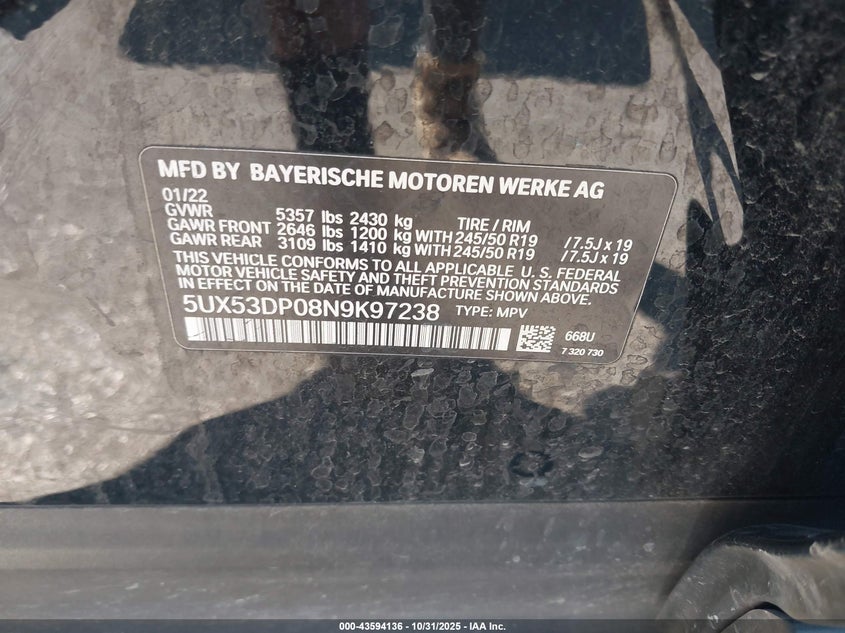 MFD BY BAYERISCHE MOTOREN WERKE AG
01/22
GVWR 5357 lbs 2430 kg TIRE / RIM
GAWR FRONT 2646 lbs 1200 kg WITH 245/50 R19 / 7.5J x 19
GAWR REAR 3109 lbs 1410 kg WITH 245/50 R19 / 7.5J x 19
THIS VEHICLE CONFORMS TO ALL APPLICABLE U. S. FEDERAL
MOTOR VEHICLE SAFETY AND THEFT PREVENTION STANDARDS
IN EFFECT ON THE DATE OF MANUFACTURE SHOWN ABOVE.
5UX53DP08N9K97238 TYPE: MPV
668U
7 320 730
000-43594136 - 10/31/2025 - IAA Inc.